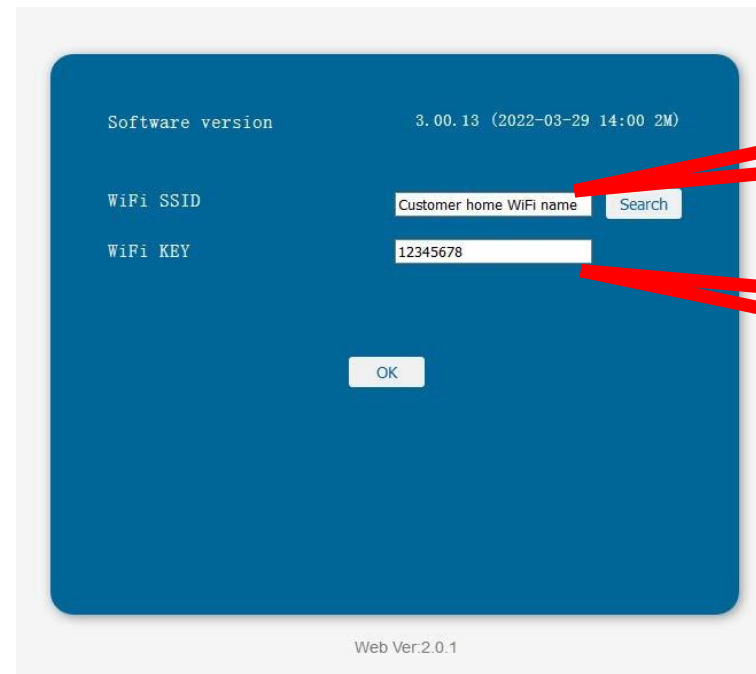 Software version 3.00.13 (2022-03-29 14:00 2M)
WiFi SSID Customer home WiFi name Search
WiFi KEY 12345678
OK
Web Ver:2.0.1